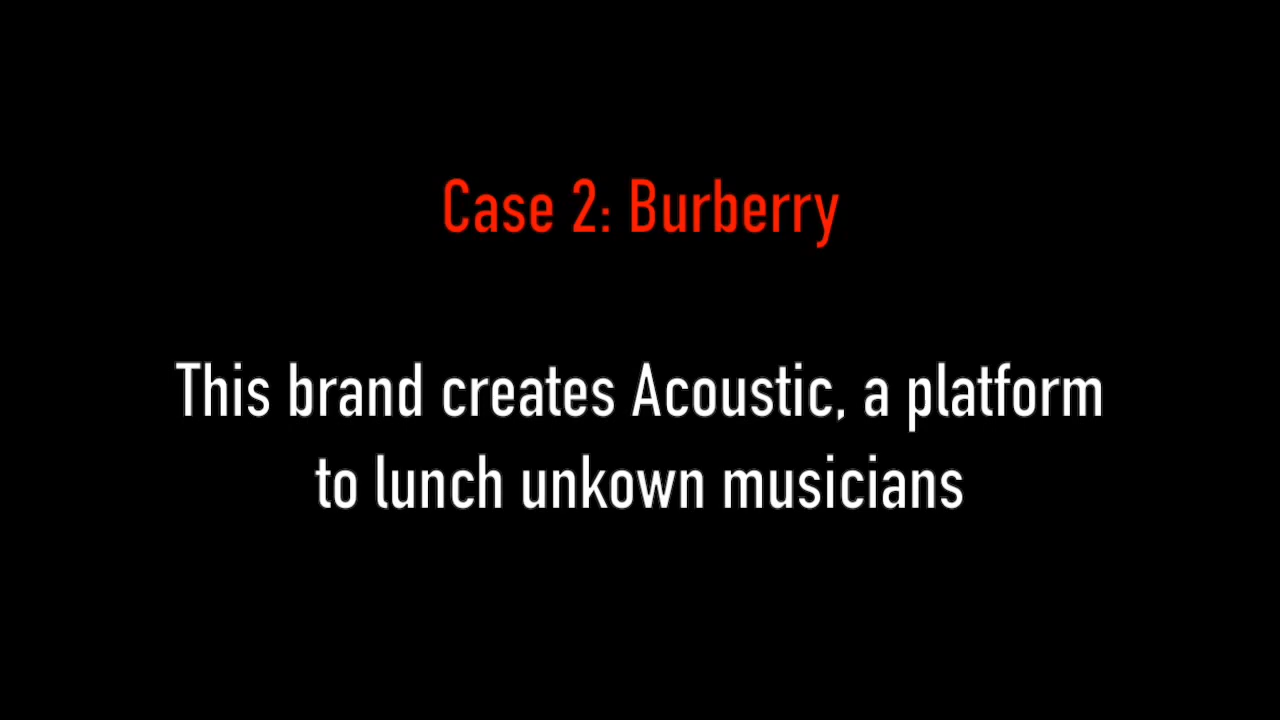 Case 2: Burberry
This brand creates Acoustic, a platform
to lunch unkown musicians